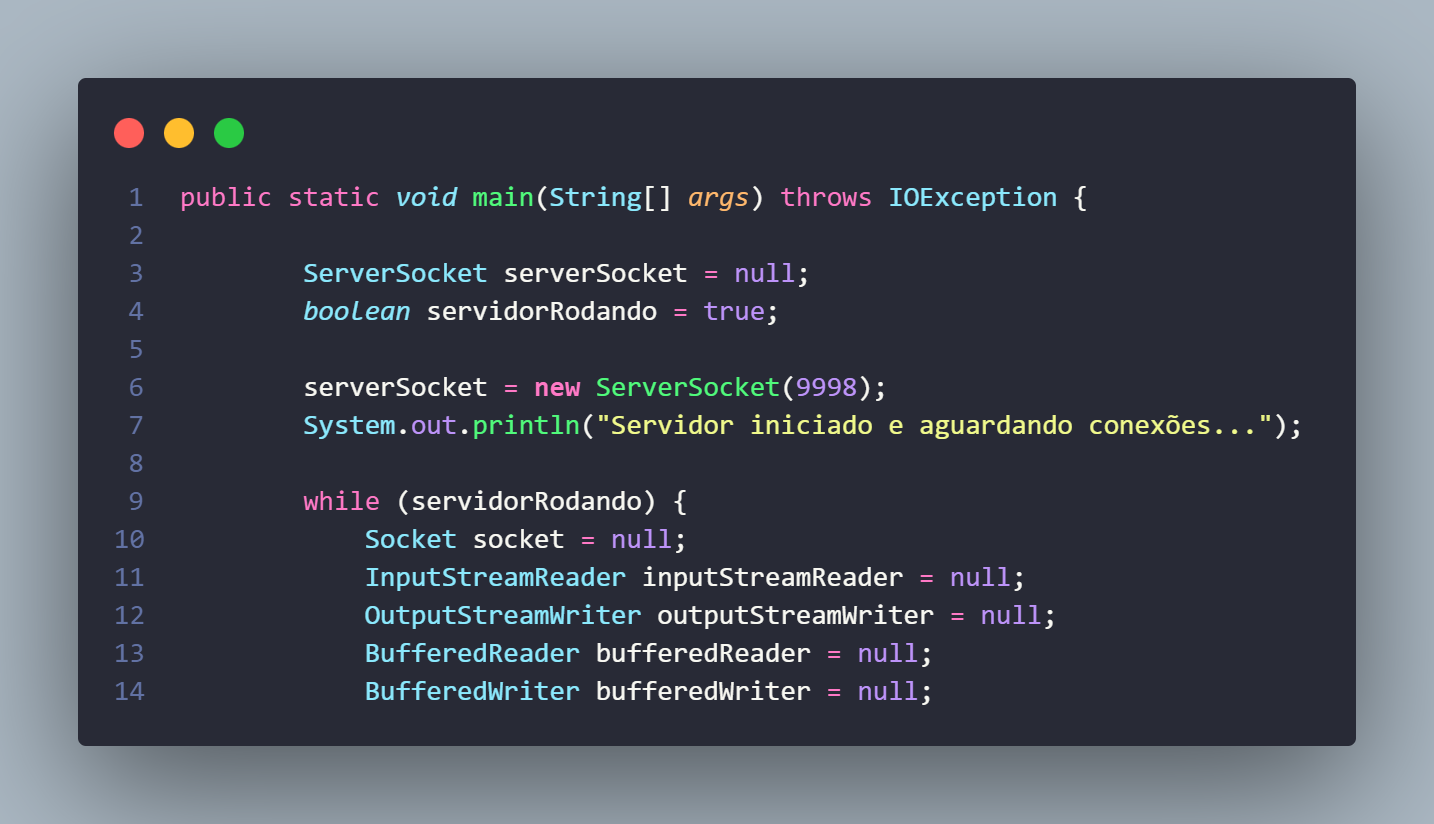 1 public static void main(String[] args) throws IOException {
2
3 ServerSocket serverSocket = null;
4 boolean servidorRodando = true;
5
6 serverSocket = new ServerSocket(9998);
7 System.out.println("Servidor iniciado e aguardando conexões...");
8
9 while (servidorRodando) {
10 Socket socket = null;
11 InputStreamReader inputStreamReader = null;
12 OutputStreamWriter outputStreamWriter = null;
13 BufferedReader bufferedReader = null;
14 BufferedWriter bufferedWriter = null;